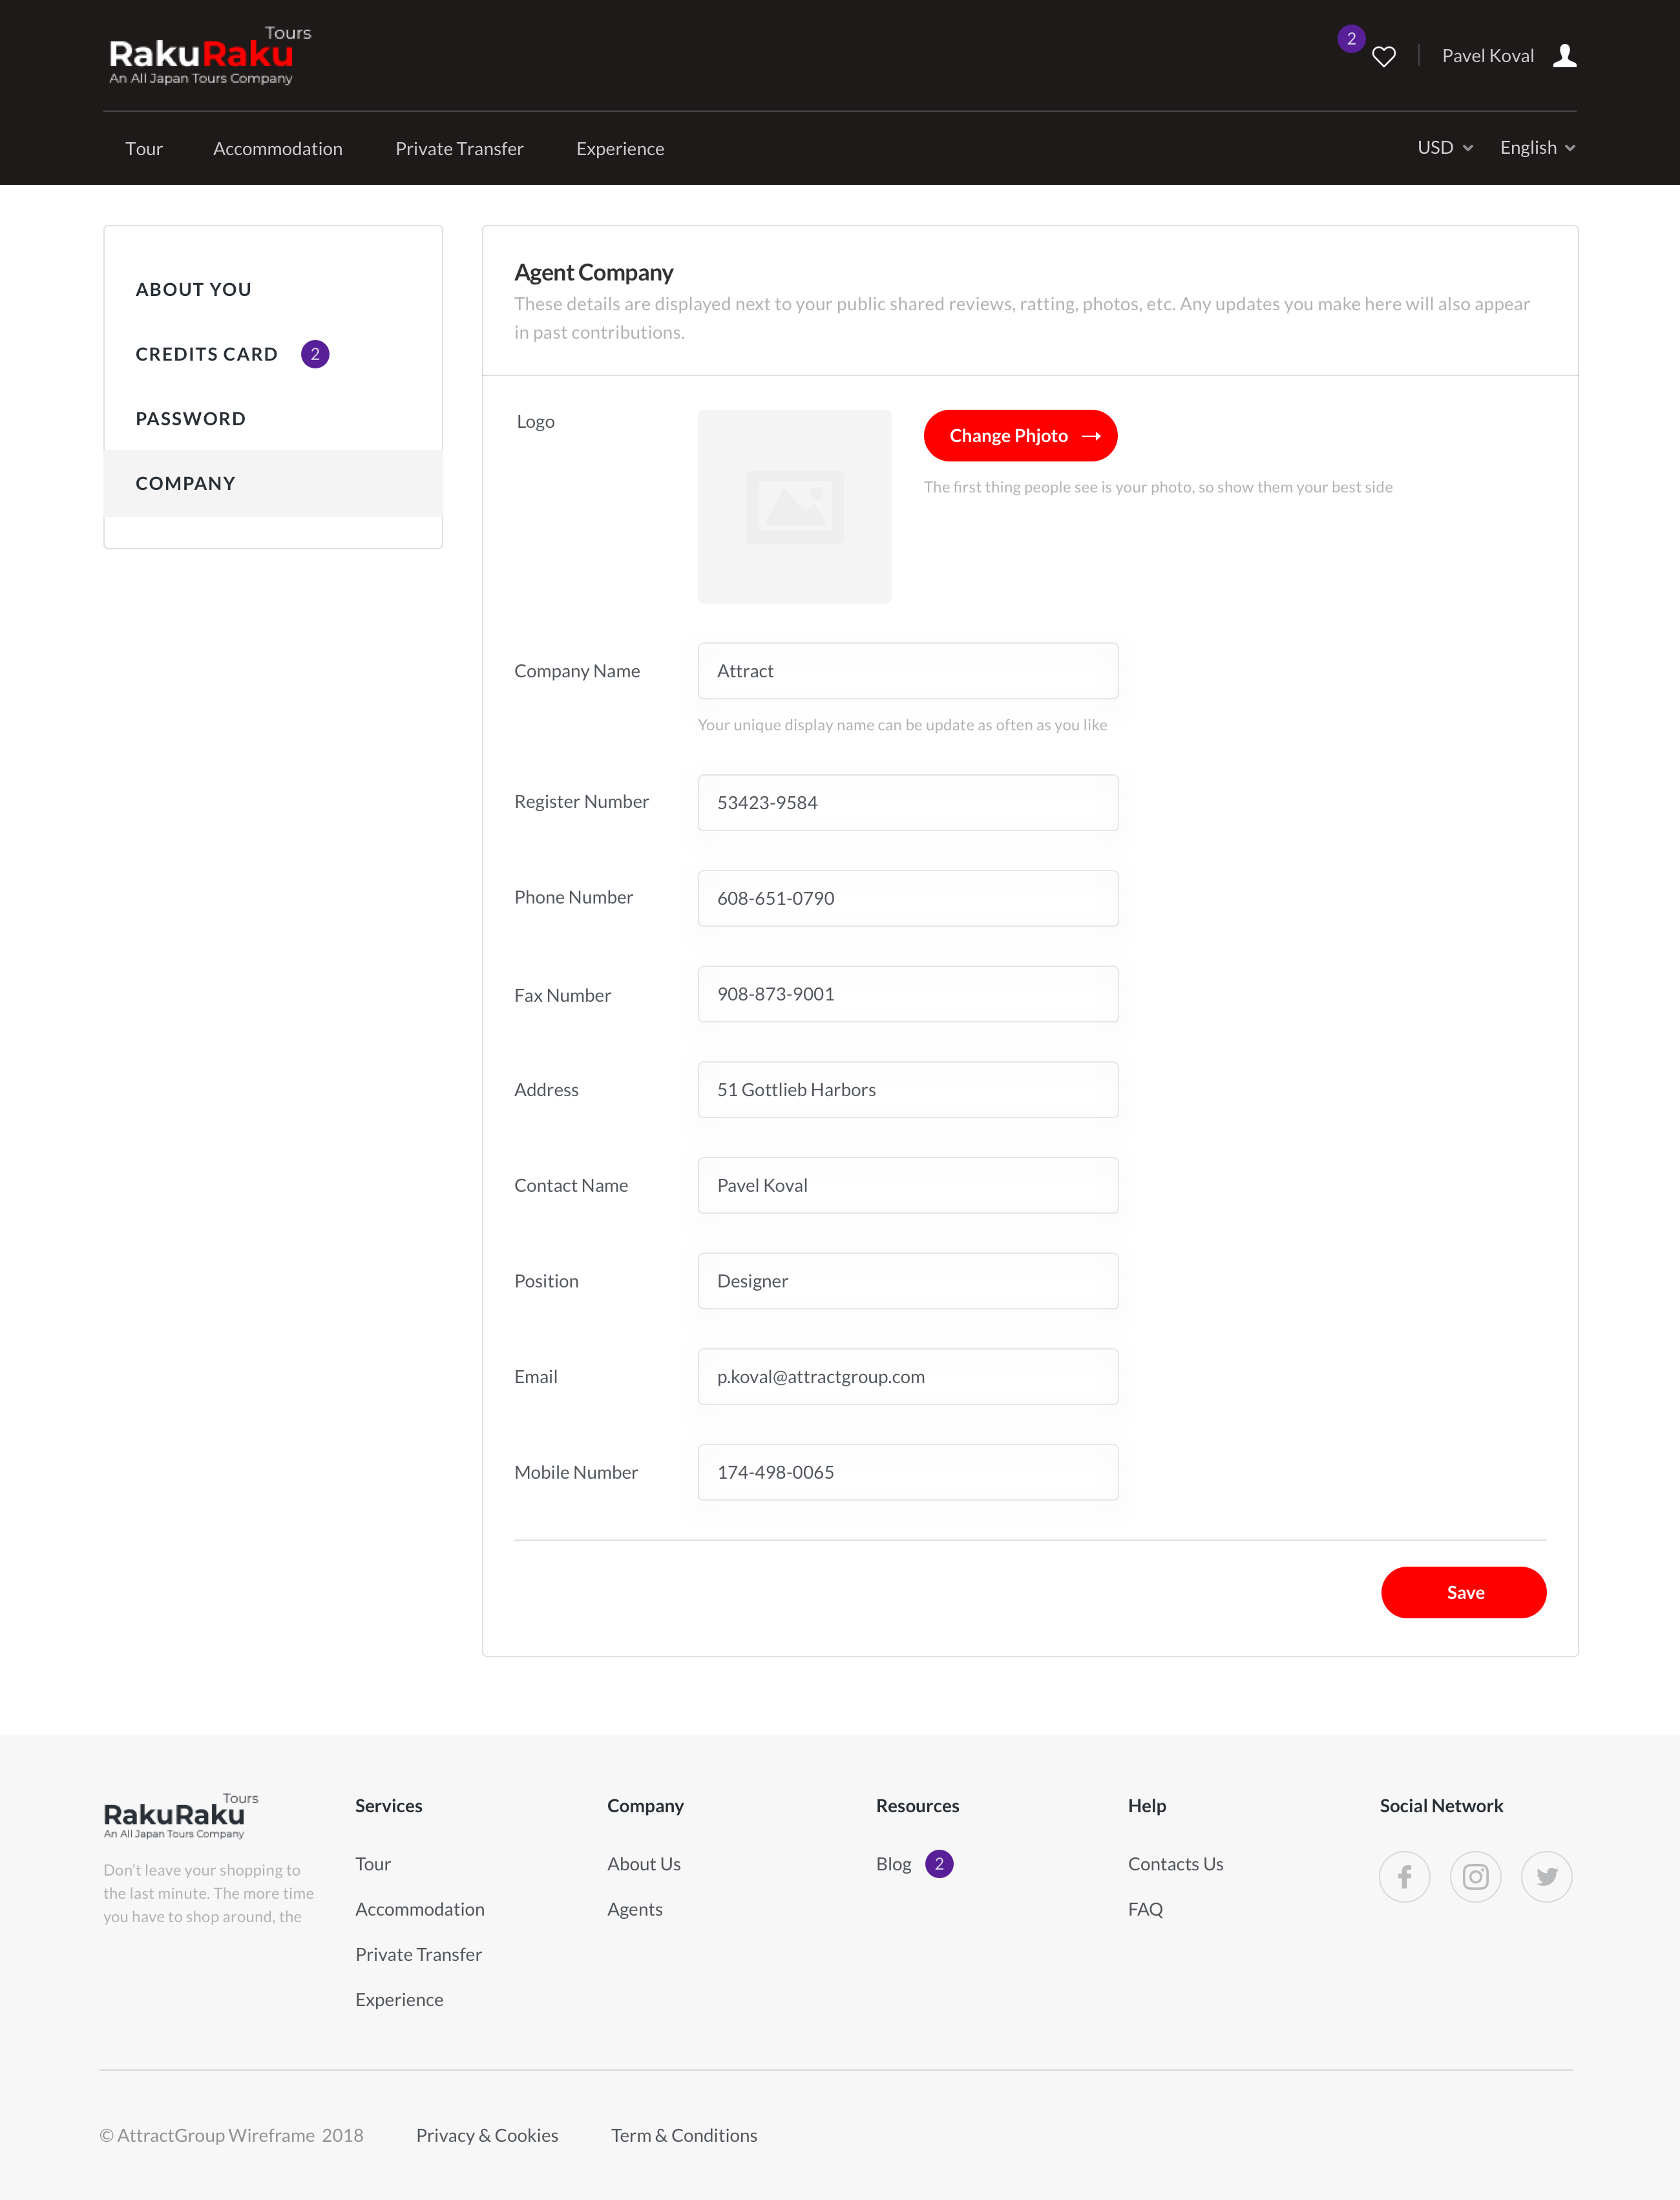 Tours
RakuRaku
An All Japan Tours Company
2
Pavel Koval
Tour Accommodation Private Transfer Experience
USD English
ABOUT YOU
CREDITS CARD 2
PASSWORD
COMPANY
Agent Company
These details are displayed next to your public shared reviews, ratting, photos, etc. Any updates you make here will also appear
in past contributions.
Logo
Change Phjoto
The first thing people see is your photo, so show them your best side
Company Name Attract
Your unique display name can be update as often as you like
Register Number 53423-9584
Phone Number 608-651-0790
Fax Number 908-873-9001
Address 51 Gottlieb Harbors
Contact Name Pavel Koval
Position Designer
Email p.koval@attractgroup.com
Mobile Number 174-498-0065
Save
Tours
RakuRaku
An All Japan Tours Company
Don't leave your shopping to
the last minute. The more time
you have to shop around, the
Services
Tour
Accommodation
Private Transfer
Experience
Company
About Us
Agents
Resources
Blog 2
Help
Contacts Us
FAQ
Social Network
© AttractGroup Wireframe 2018 Privacy & Cookies Term & Conditions